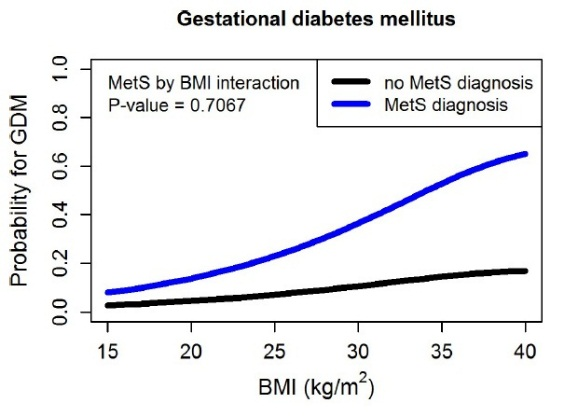 Gestational diabetes mellitus
MetS by BMI interaction
P-value = 0.7067
no MetS diagnosis
MetS diagnosis
Probability for GDM
1.0
0.8
0.6
0.4
0.2
0.0
15 20 25 30 35 40
BMI (kg/m²)